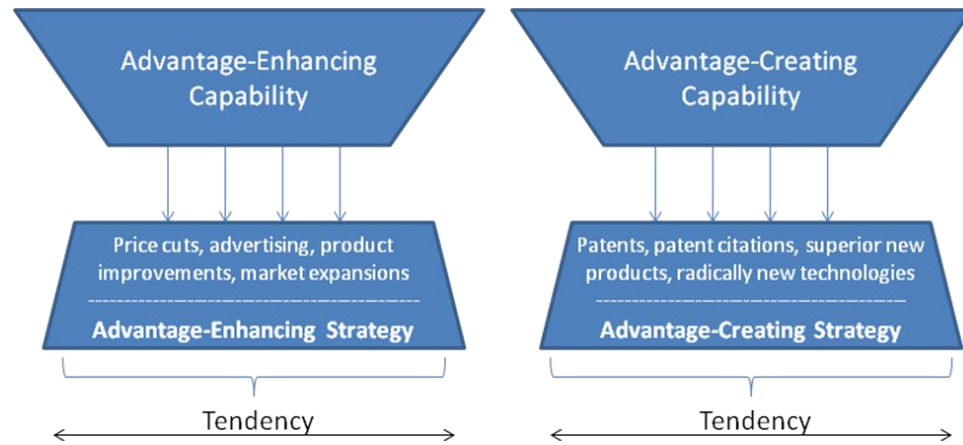 Advantage-Enhancing
Capability
Price cuts, advertising, product
improvements, market expansions
Advantage-Enhancing Strategy
Tendency
Advantage-Creating
Capability
Patents, patent citations, superior new
products, radically new technologies
Advantage-Creating Strategy
Tendency